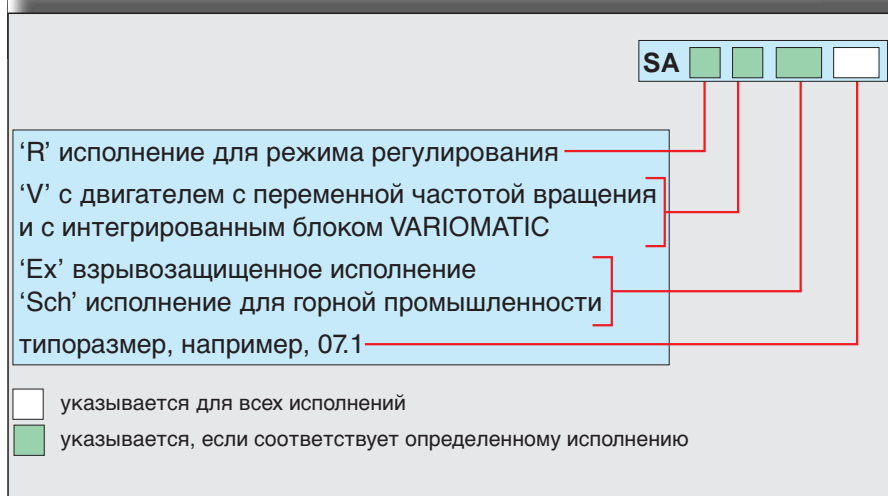 SA
‘R’ исполнение для режима регулирования
‘V’ с двигателем с переменной частотой вращения
и с интегрированным блоком VARIOMATIC
‘Ex’ взрывозащищенное исполнение
‘Sch’ исполнение для горной промышленности
типоразмер, например, 07.1
указывается для всех исполнений
указывается, если соответствует определенному исполнению